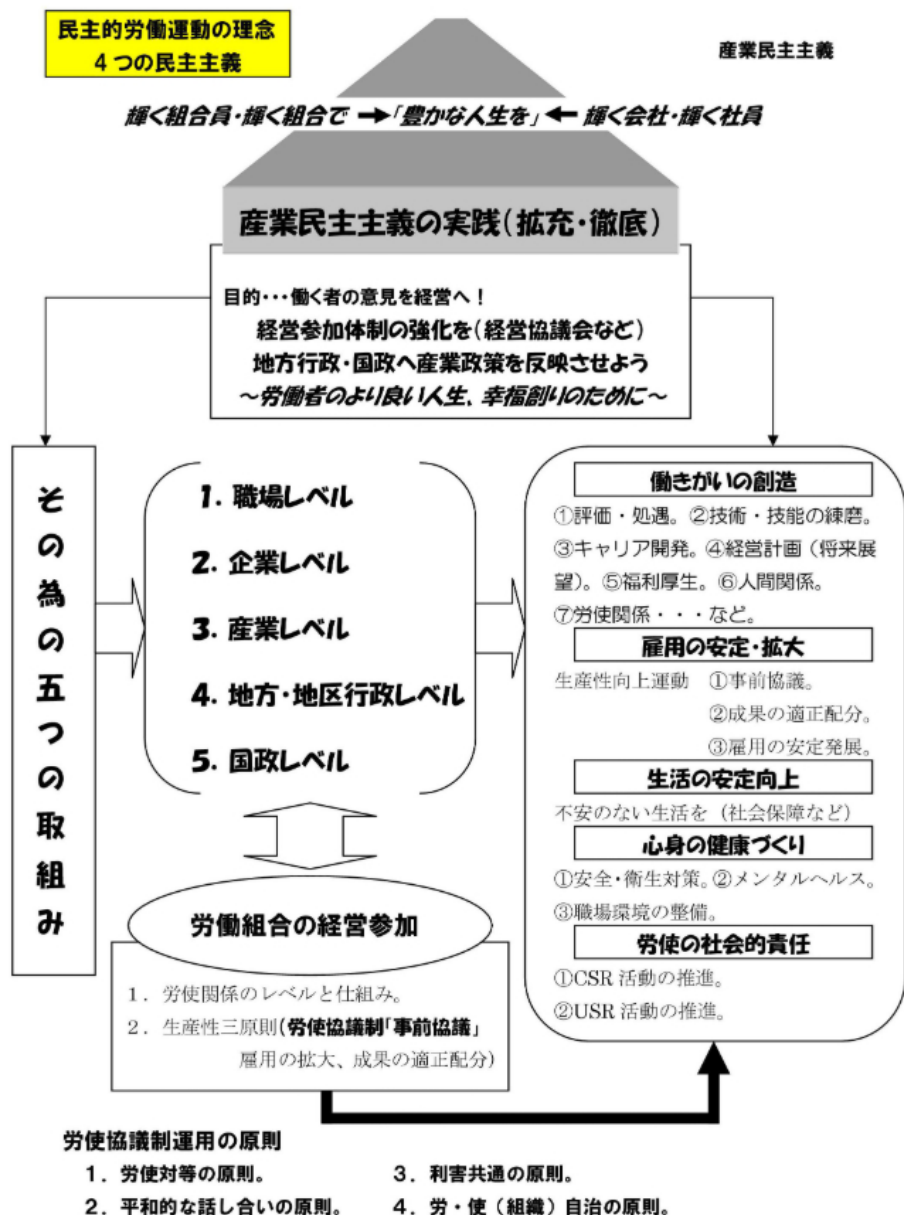 民主的労働運動の理念
4つの民主主義
産業民主主義
輝く組合員・輝く組合で →「豊かな人生を」← 輝く会社・輝く社員
産業民主主義の実践(拡充・徹底)
目的・・・働く者の意見を経営へ！
経営参加体制の強化を(経営協議会など)
地方行政・国政へ産業政策を反映させよう
～労働者のより良い人生、幸福創りのために～
その為の五つの取組み
1. 職場レベル
2. 企業レベル
3. 産業レベル
4. 地方・地区行政レベル
5. 国政レベル
労働組合の経営参加
1．労使関係のレベルと仕組み。
2．生産性三原則(労使協議制「事前協議」
雇用の拡大、成果の適正配分)
働きがいの創造
①評価・処遇。②技術・技能の練磨。
③キャリア開発。④経営計画（将来展
望）。⑤福利厚生。⑥人間関係。
⑦労使関係・・・など。
雇用の安定・拡大
生産性向上運動　①事前協議。
②成果の適正配分。
③雇用の安定発展。
生活の安定向上
不安のない生活を（社会保障など）
心身の健康づくり
①安全・衛生対策。②メンタルヘルス。
③職場環境の整備。
労使の社会的責任
①CSR 活動の推進。
②USR 活動の推進。
労使協議制運用の原則
1．労使対等の原則。
2．平和的な話し合いの原則。
3．利害共通の原則。
4．労・使（組織）自治の原則。